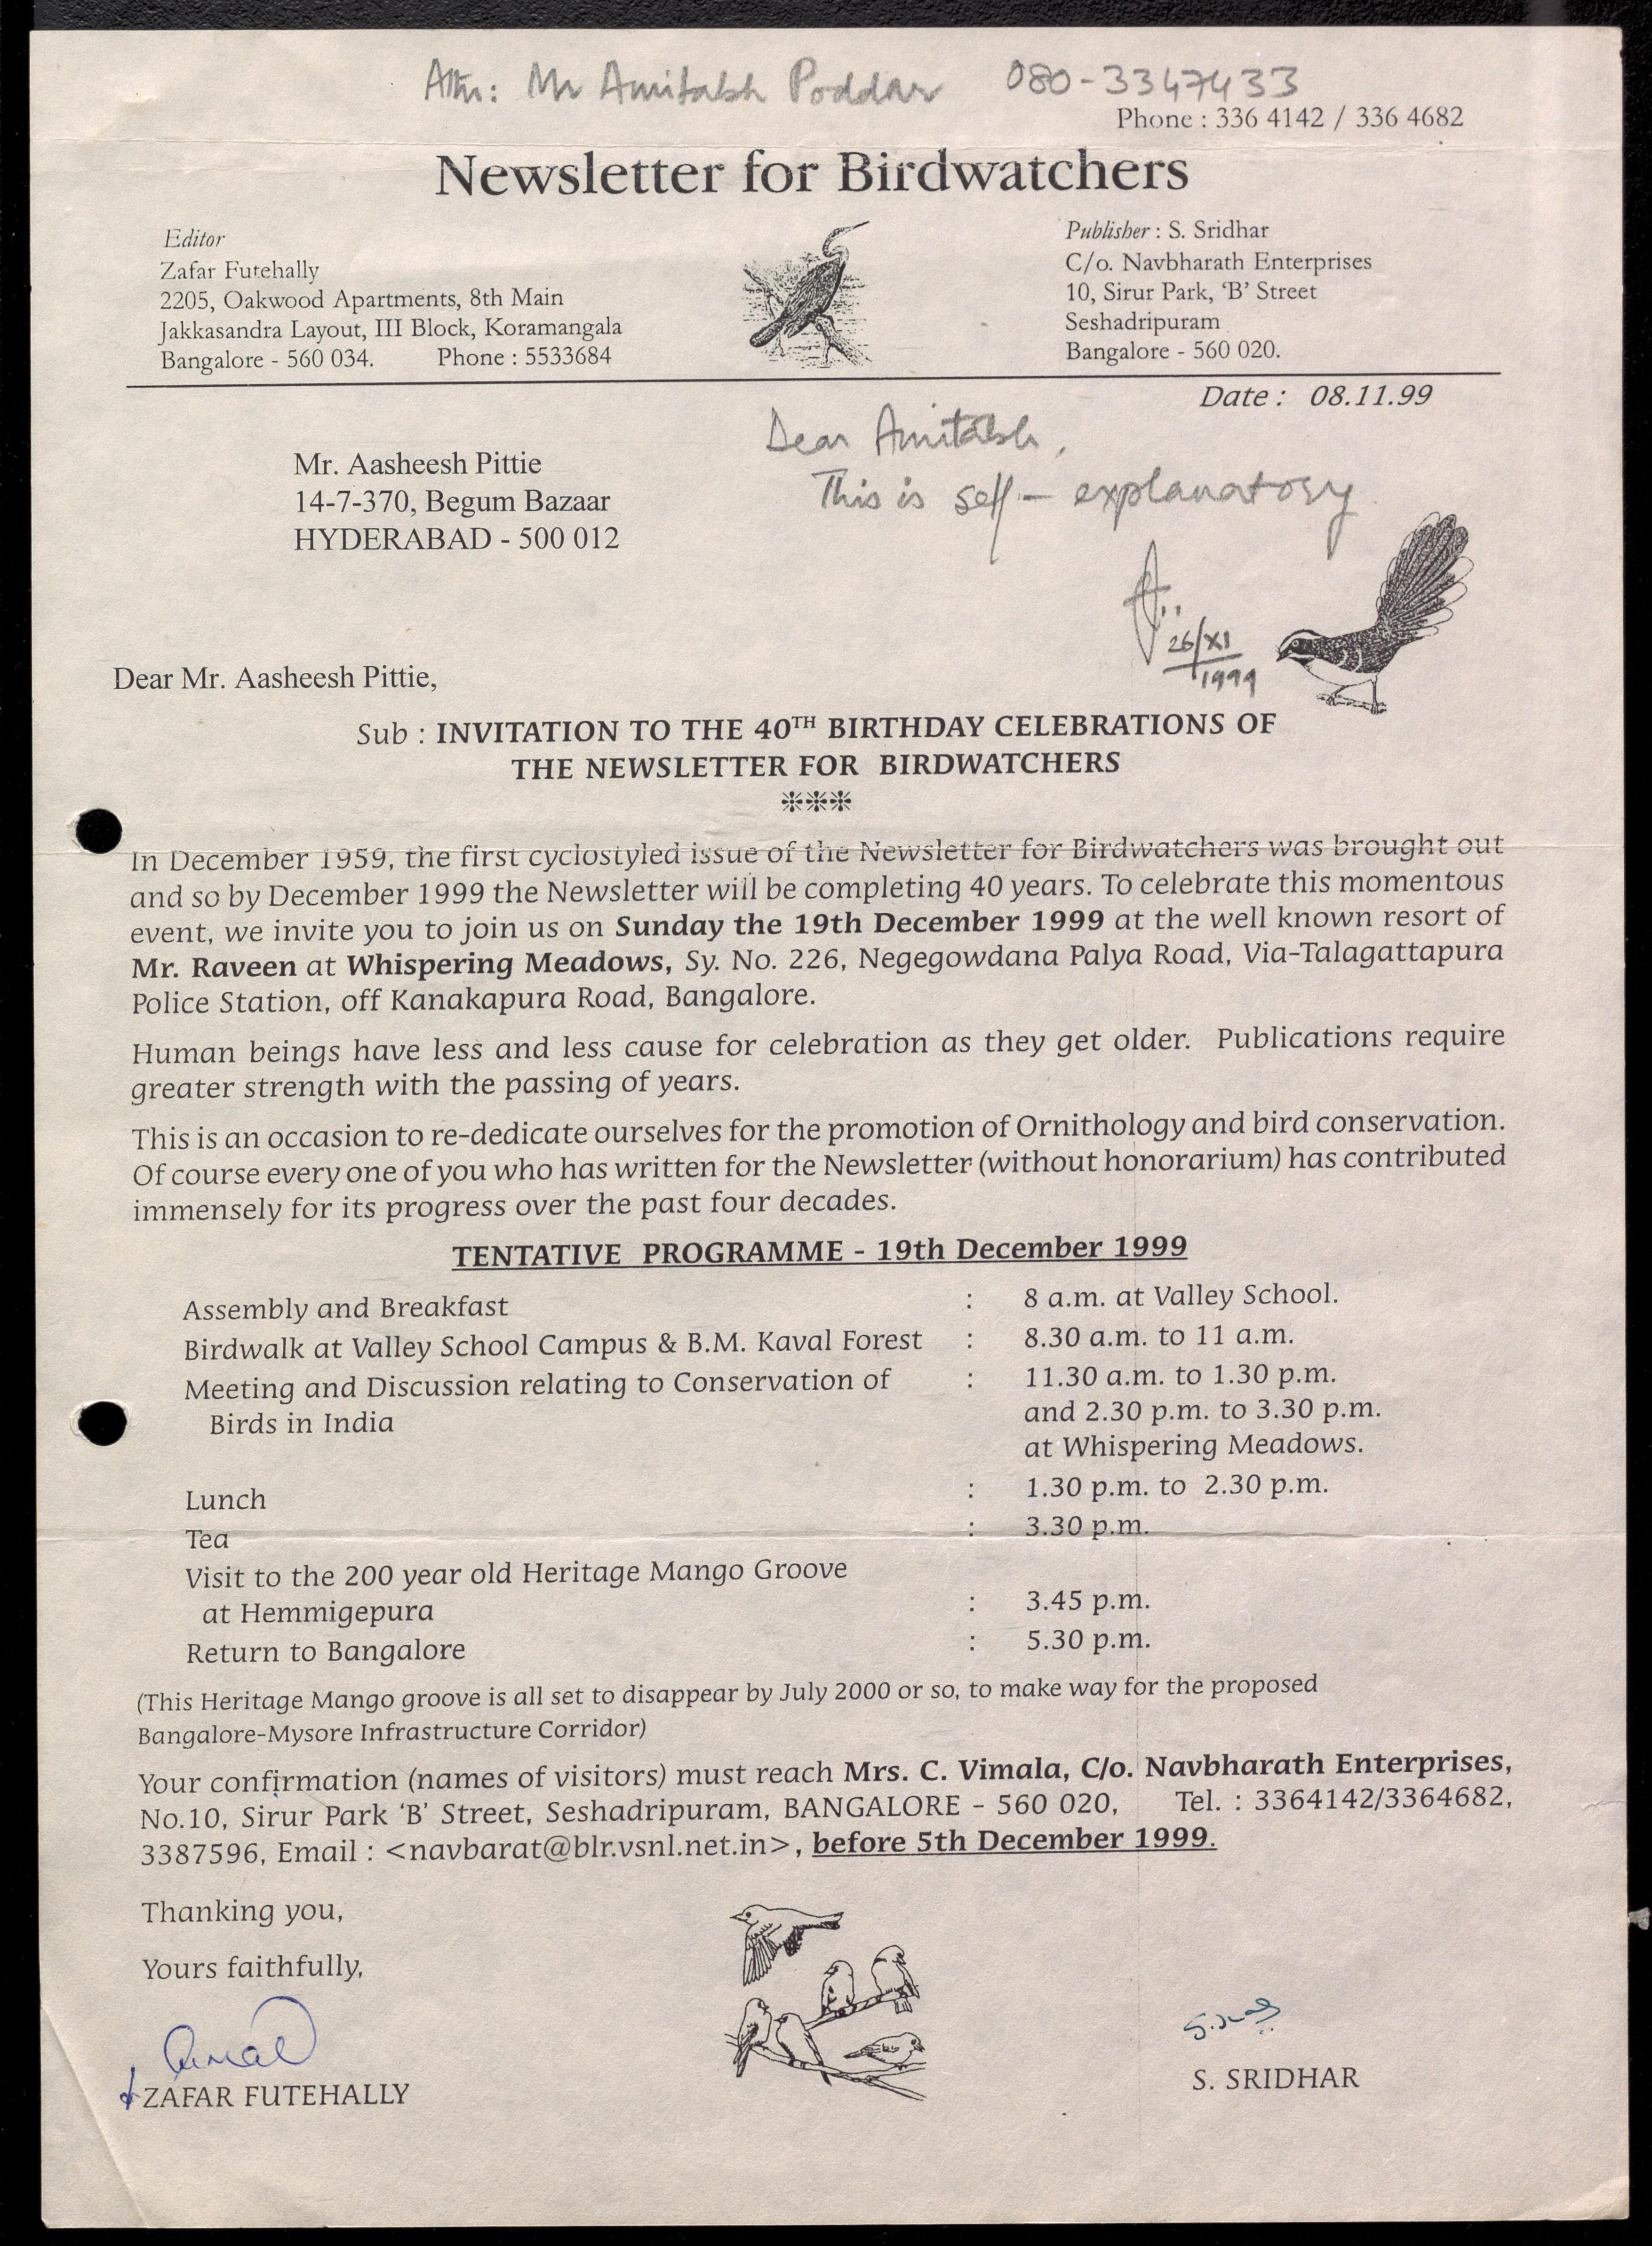 Attn: Mr Amitabh Poddar 080-3347433
Phone : 336 4142 / 336 4682
Newsletter for Birdwatchers
Editor
Zafar Futehally
2205, Oakwood Apartments, 8th Main
Jakkasandra Layout, III Block, Koramangala
Bangalore - 560 034. Phone : 5533684
Publisher : S. Sridhar
C/o. Navbharath Enterprises
10, Sirur Park, ‘B’ Street
Seshadripuram
Bangalore - 560 020.
Date : 08.11.99
Dear Amitabh,
This is self-explanatory
26/XI
1999
Mr. Aasheesh Pittie
14-7-370, Begum Bazaar
HYDERABAD - 500 012
Dear Mr. Aasheesh Pittie,
Sub : INVITATION TO THE 40TH BIRTHDAY CELEBRATIONS OF
THE NEWSLETTER FOR BIRDWATCHERS
***
In December 1959, the first cyclostyled issue of the Newsletter for Birdwatchers was brought out
and so by December 1999 the Newsletter will be completing 40 years. To celebrate this momentous
event, we invite you to join us on Sunday the 19th December 1999 at the well known resort of
Mr. Raveen at Whispering Meadows, Sy. No. 226, Negegowdana Palya Road, Via-Talagattapura
Police Station, off Kanakapura Road, Bangalore.
Human beings have less and less cause for celebration as they get older. Publications require
greater strength with the passing of years.
This is an occasion to re-dedicate ourselves for the promotion of Ornithology and bird conservation.
Of course every one of you who has written for the Newsletter (without honorarium) has contributed
immensely for its progress over the past four decades.
TENTATIVE PROGRAMME - 19th December 1999
Assembly and Breakfast : 8 a.m. at Valley School.
Birdwalk at Valley School Campus & B.M. Kaval Forest : 8.30 a.m. to 11 a.m.
Meeting and Discussion relating to Conservation of : 11.30 a.m. to 1.30 p.m.
Birds in India and 2.30 p.m. to 3.30 p.m.
at Whispering Meadows.
Lunch : 1.30 p.m. to 2.30 p.m.
Tea : 3.30 p.m.
Visit to the 200 year old Heritage Mango Groove
at Hemmigepura : 3.45 p.m.
Return to Bangalore : 5.30 p.m.
(This Heritage Mango groove is all set to disappear by July 2000 or so, to make way for the proposed
Bangalore-Mysore Infrastructure Corridor)
Your confirmation (names of visitors) must reach Mrs. C. Vimala, C/o. Navbharath Enterprises,
No.10, Sirur Park ‘B’ Street, Seshadripuram, BANGALORE - 560 020, Tel. : 3364142/3364682,
3387596, Email : <navbarat@blr.vsnl.net.in>, before 5th December 1999.
Thanking you,
Yours faithfully,
ZAFAR FUTEHALLY
S. SRIDHAR